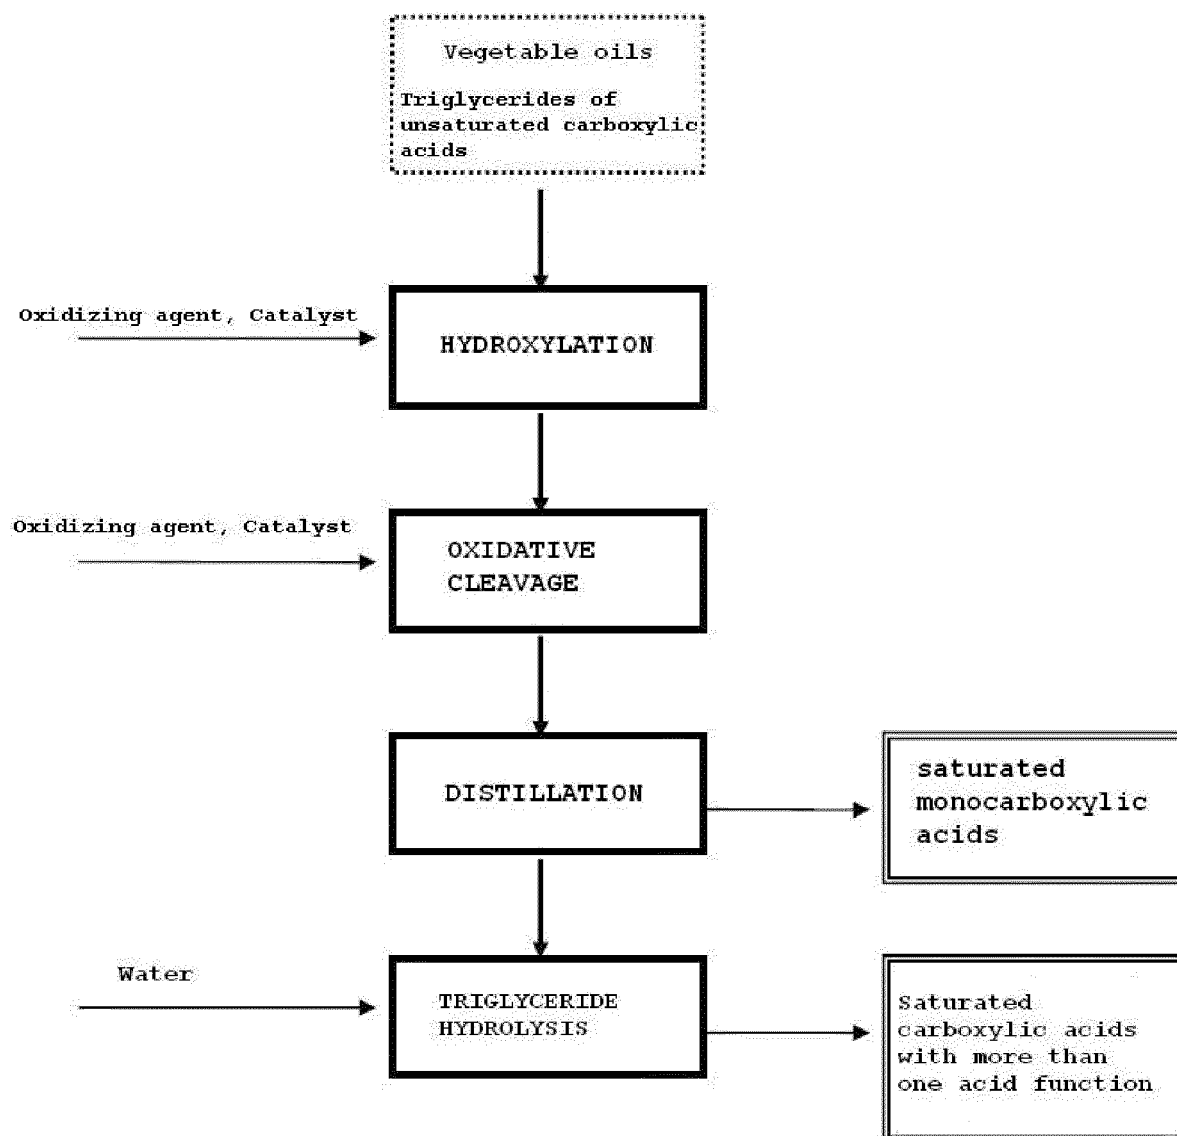 Vegetable oils
Triglycerides of
unsaturated carboxylic
acids
Oxidizing agent, Catalyst
HYDROXYLATION
Oxidizing agent, Catalyst
OXIDATIVE
CLEAVAGE
DISTILLATION
saturated
monocarboxylic
acids
Water
TRIGLYCERIDE
HYDROLYSIS
Saturated
carboxylic acids
with more than
one acid function